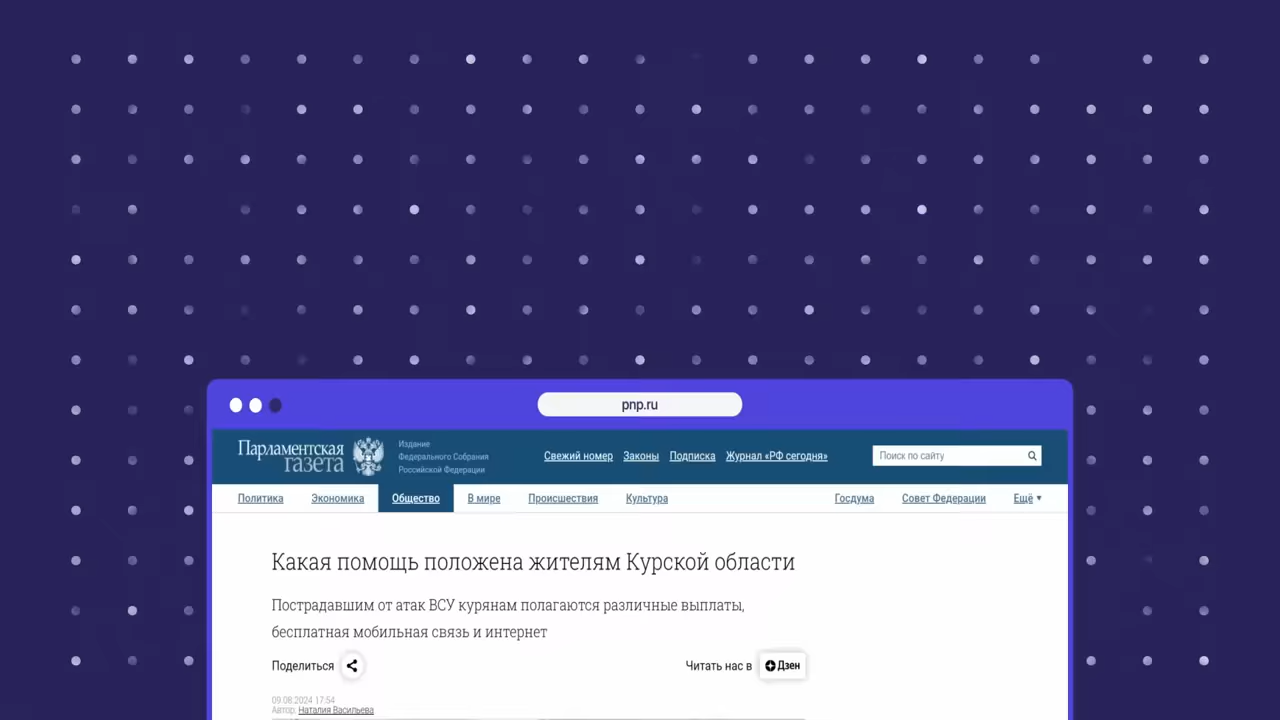 pnp.ru
Парламентская
газета
Издание
Федерального Собрания
Российской Федерации
Свежий номер Законы Подписка Журнал «РФ сегодня»
Поиск по сайту
Политика Экономика Общество В мире Происшествия Культура Госдума Совет Федерации Ещё ▾
Какая помощь положена жителям Курской области
Пострадавшим от атак ВСУ курянам полагаются различные выплаты,
бесплатная мобильная связь и интернет
Поделиться Читать нас в Дзен
09.08.2024 17:54
Автор: Наталия Васильева